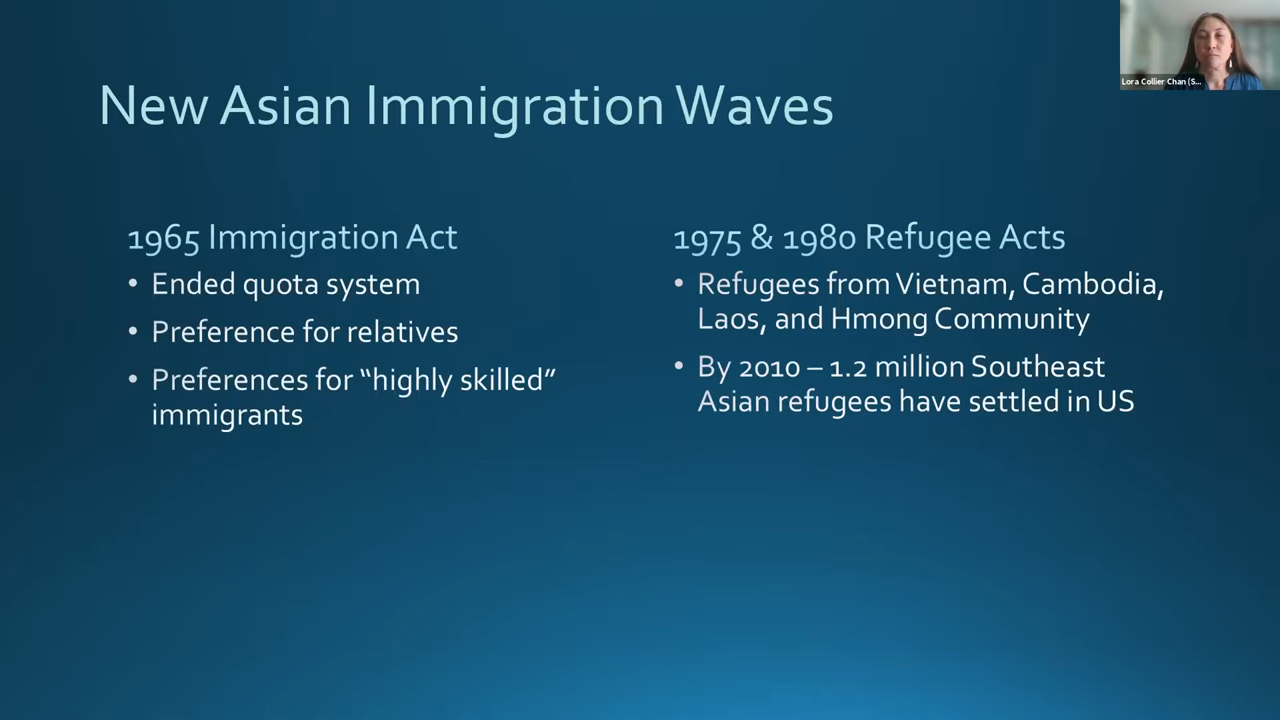 New Asian Immigration Waves
Lora Collier Chan (S...
1965 Immigration Act
• Ended quota system
• Preference for relatives
• Preferences for “highly skilled”
immigrants
1975 & 1980 Refugee Acts
• Refugees from Vietnam, Cambodia,
Laos, and Hmong Community
• By 2010 – 1.2 million Southeast
Asian refugees have settled in US